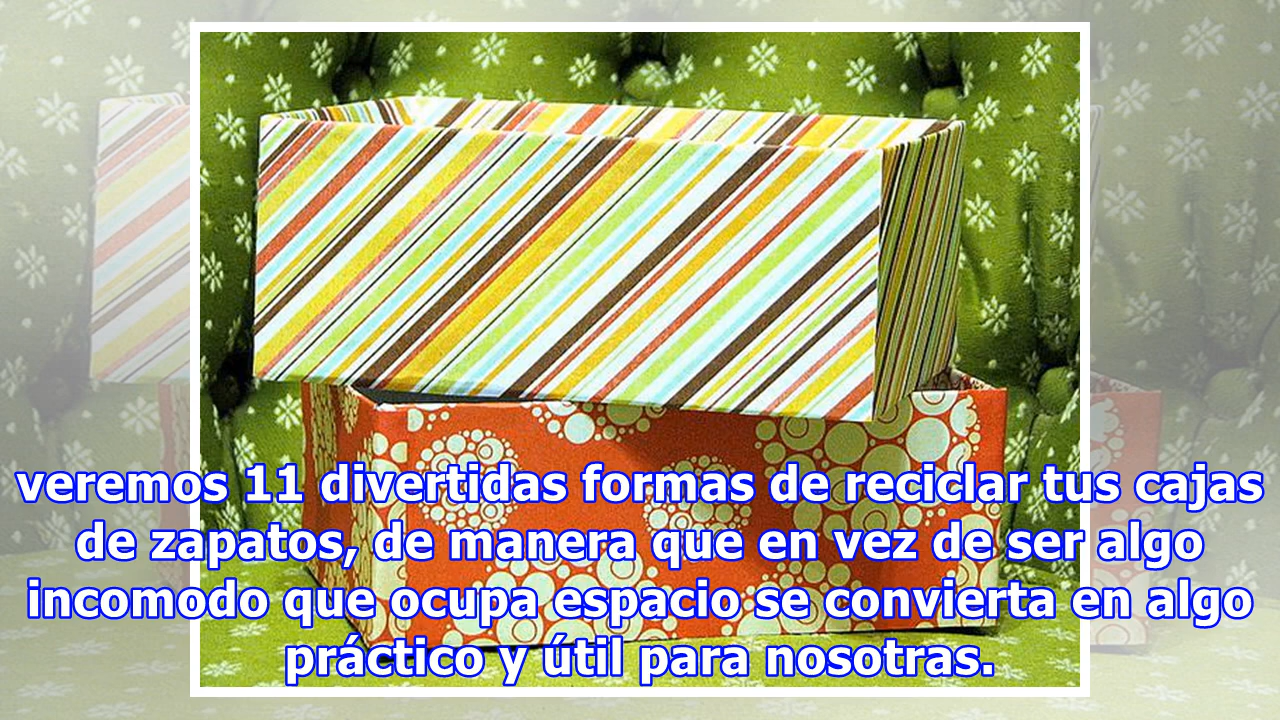 veremos 11 divertidas formas de reciclar tus cajas
de zapatos, de manera que en vez de ser algo
incomodo que ocupa espacio se convierta en algo
práctico y útil para nosotras.